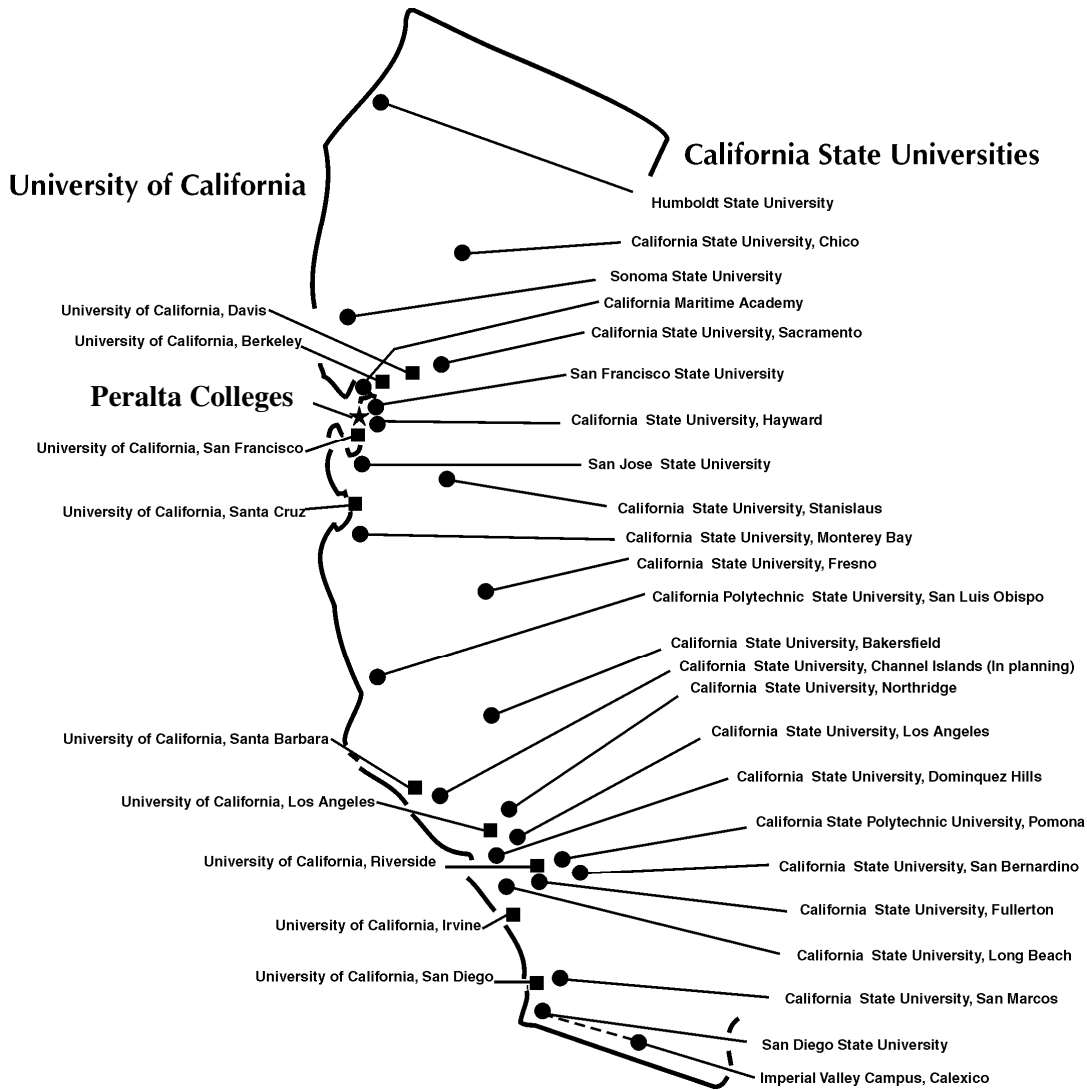 California State Universities
University of California
Humboldt State University
California State University, Chico
Sonoma State University
California Maritime Academy
University of California, Davis
California State University, Sacramento
University of California, Berkeley
San Francisco State University
Peralta Colleges
California State University, Hayward
University of California, San Francisco
San Jose State University
California State University, Stanislaus
University of California, Santa Cruz
California State University, Monterey Bay
California State University, Fresno
California Polytechnic State University, San Luis Obispo
California State University, Bakersfield
California State University, Channel Islands (In planning)
California State University, Northridge
California State University, Los Angeles
University of California, Santa Barbara
California State University, Dominquez Hills
University of California, Los Angeles
California State Polytechnic University, Pomona
University of California, Riverside
California State University, San Bernardino
California State University, Fullerton
University of California, Irvine
California State University, Long Beach
University of California, San Diego
California State University, San Marcos
San Diego State University
Imperial Valley Campus, Calexico